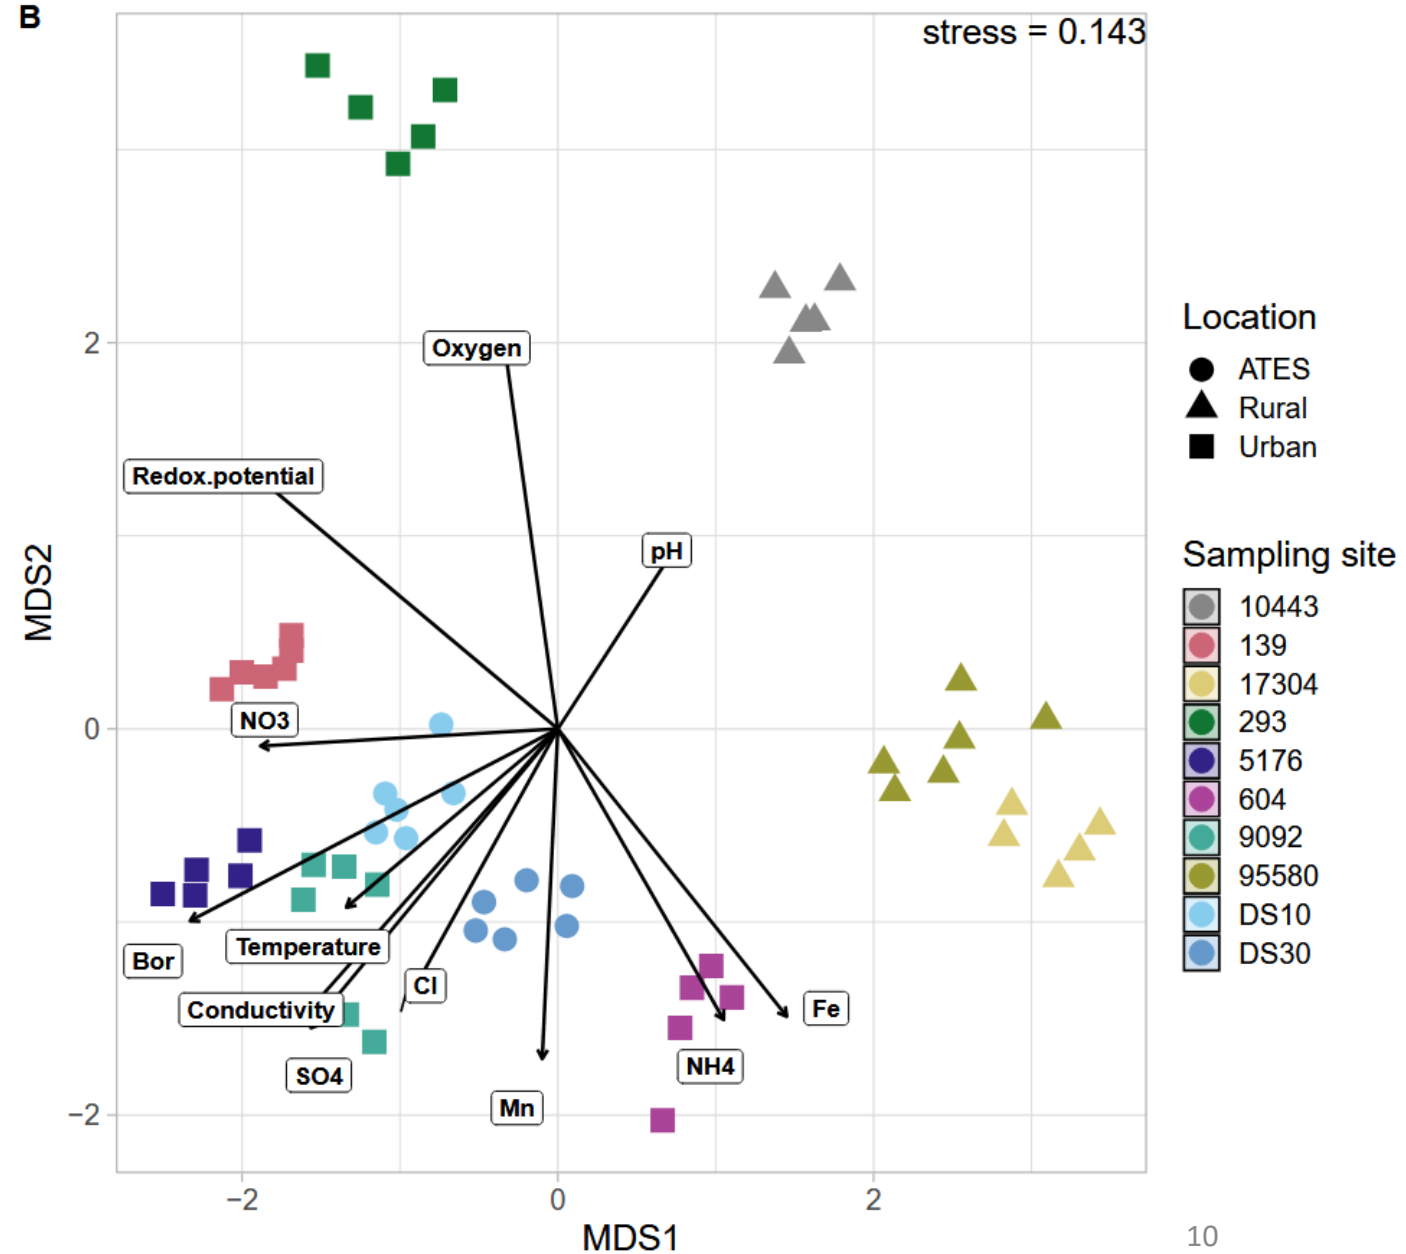 B
stress = 0.143
Oxygen
Redox.potential
pH
NO3
Bor
Temperature
Conductivity
Cl
SO4
Mn
NH4
Fe
2
0
−2
−2
0
2
MDS1
MDS2
Location
ATES
Rural
Urban
Sampling site
10443
139
17304
293
5176
604
9092
95580
DS10
DS30
10